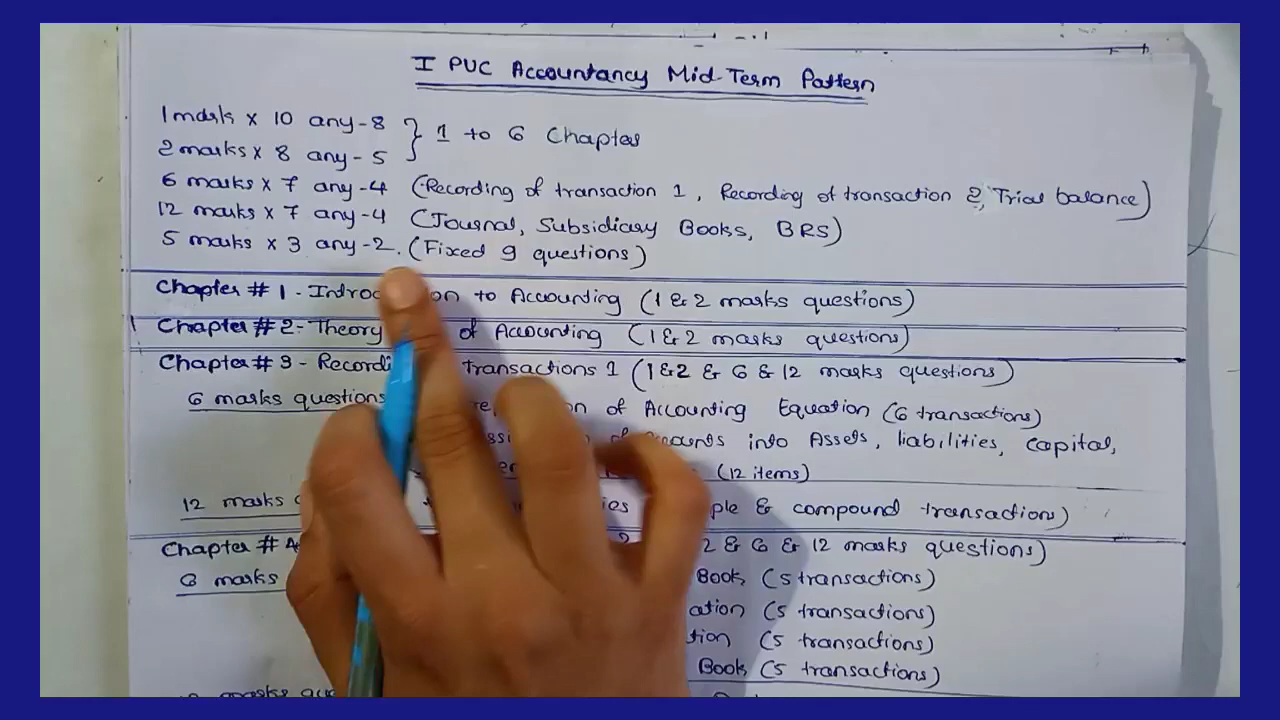 I PUC Accountancy Mid-Term Pattern
1 mark x 10 any-8 } 1 to 6 Chapter
2 marks x 8 any-5
6 marks x 7 any-4 (Recording of transaction 1, Recording of transaction 2, Trial balance)
12 marks x 7 any-4 (Journal, Subsidiary Books, BRS)
5 marks x 3 any-2. (Fixed 9 questions)
Chapter # 1 - Introduction to Accounting (1 & 2 marks questions)
Chapter # 2 - Theory of Accounting (1 & 2 marks questions)
Chapter # 3 - Recordi transactions 1 (1 & 2 & 6 & 12 marks questions)
6 marks questions of Accounting Equation (6 transactions)
into Assets, liabilities, capital,
(12 items)
12 marks ple & compound transaction)
Chapter # 4 2 & 6 & 12 marks questions)
6 marks Book (5 transactions)
ation (5 transactions)
tion (5 transactions)
Book (5 transactions)